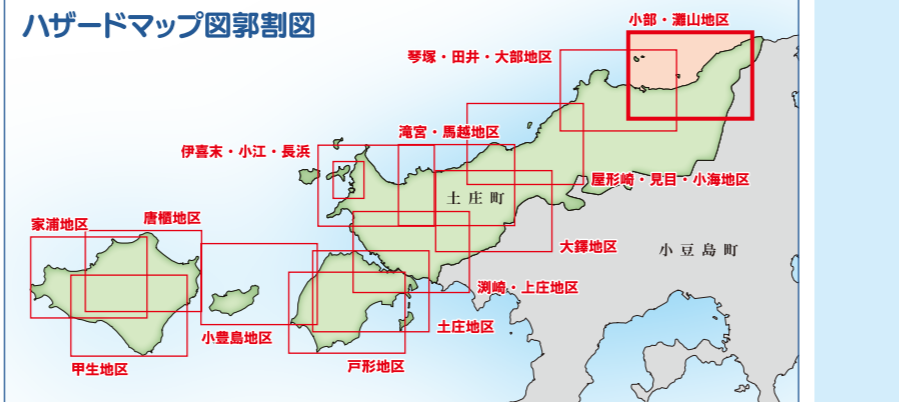 ハザードマップ図郭割図
小部・灘山地区
琴塚・田井・大部地区
滝宮・馬越地区
伊喜末・小江・長浜
屋形崎・見目・小海地区
土庄町
唐櫃地区
家浦地区
大鐸地区
小豆島町
渕崎・上庄地区
土庄地区
小豊島地区
戸形地区
甲生地区